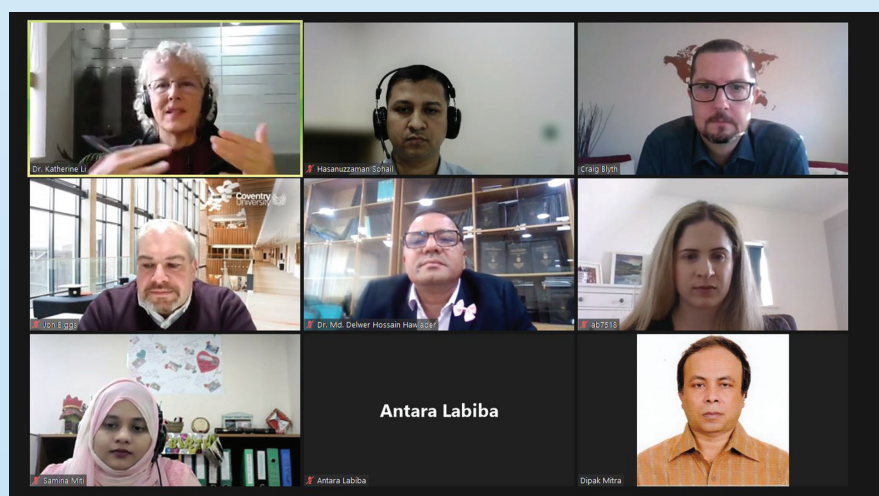 Dr. Katherine Li
Hasanuzzaman Sohail
Craig Blyth
Coventry
University
Jon Eggs
Dr. Md. Delwer Hossain Hawlader
ab7518
Samina Miti
Antara Labiba
Antara Labiba
Dipak Mitra